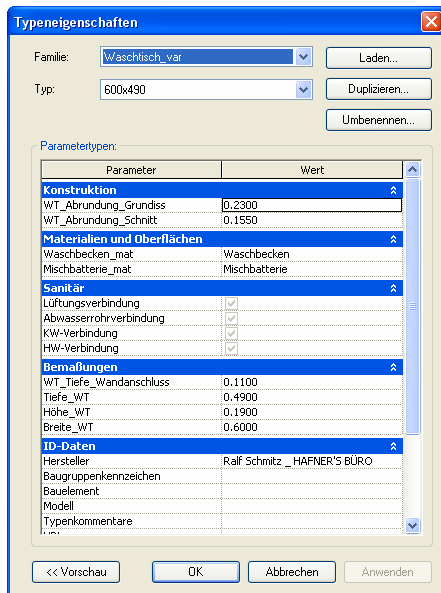 Typeneigenschaften
Familie: Waschtisch_var Laden...
Typ: 600x490 Duplizieren...
Umbenennen...
Parametertypen:
Parameter Wert
Konstruktion
WT_Abrundung_Grundiss 0.2300
WT_Abrundung_Schnitt 0.1550
Materialien und Oberflächen
Waschbecken_mat Waschbecken
Mischbatterie_mat Mischbatterie
Sanitär
Lüftungsverbindung
Abwasserrohrverbindung
KW-Verbindung
HW-Verbindung
Bemaßungen
WT_Tiefe_Wandanschluss 0.1100
Tiefe_WT 0.4900
Höhe_WT 0.1900
Breite_WT 0.6000
ID-Daten
Hersteller Ralf Schmitz _ HAFNER'S BÜRO
Baugruppenkennzeichen
Bauelement
Modell
Typenkommentare
<< Vorschau OK Abbrechen Anwenden